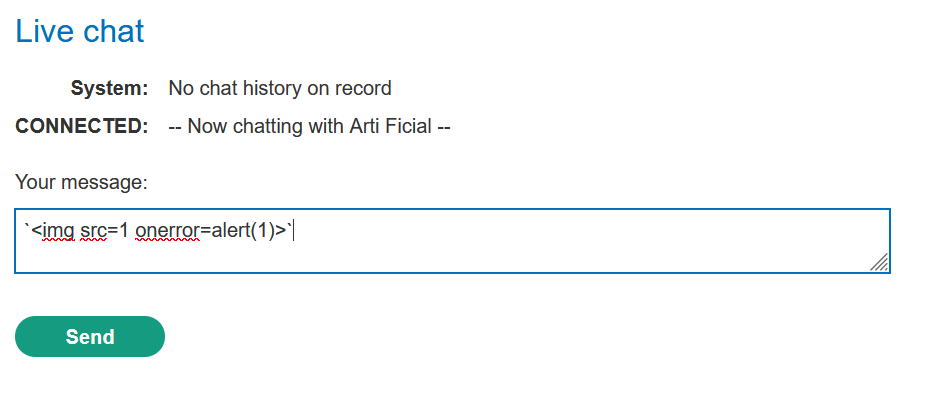 Live chat
System: No chat history on record
CONNECTED: -- Now chatting with Arti Ficial --
Your message:
`<img src=1 onerror=alert(1)>`
Send